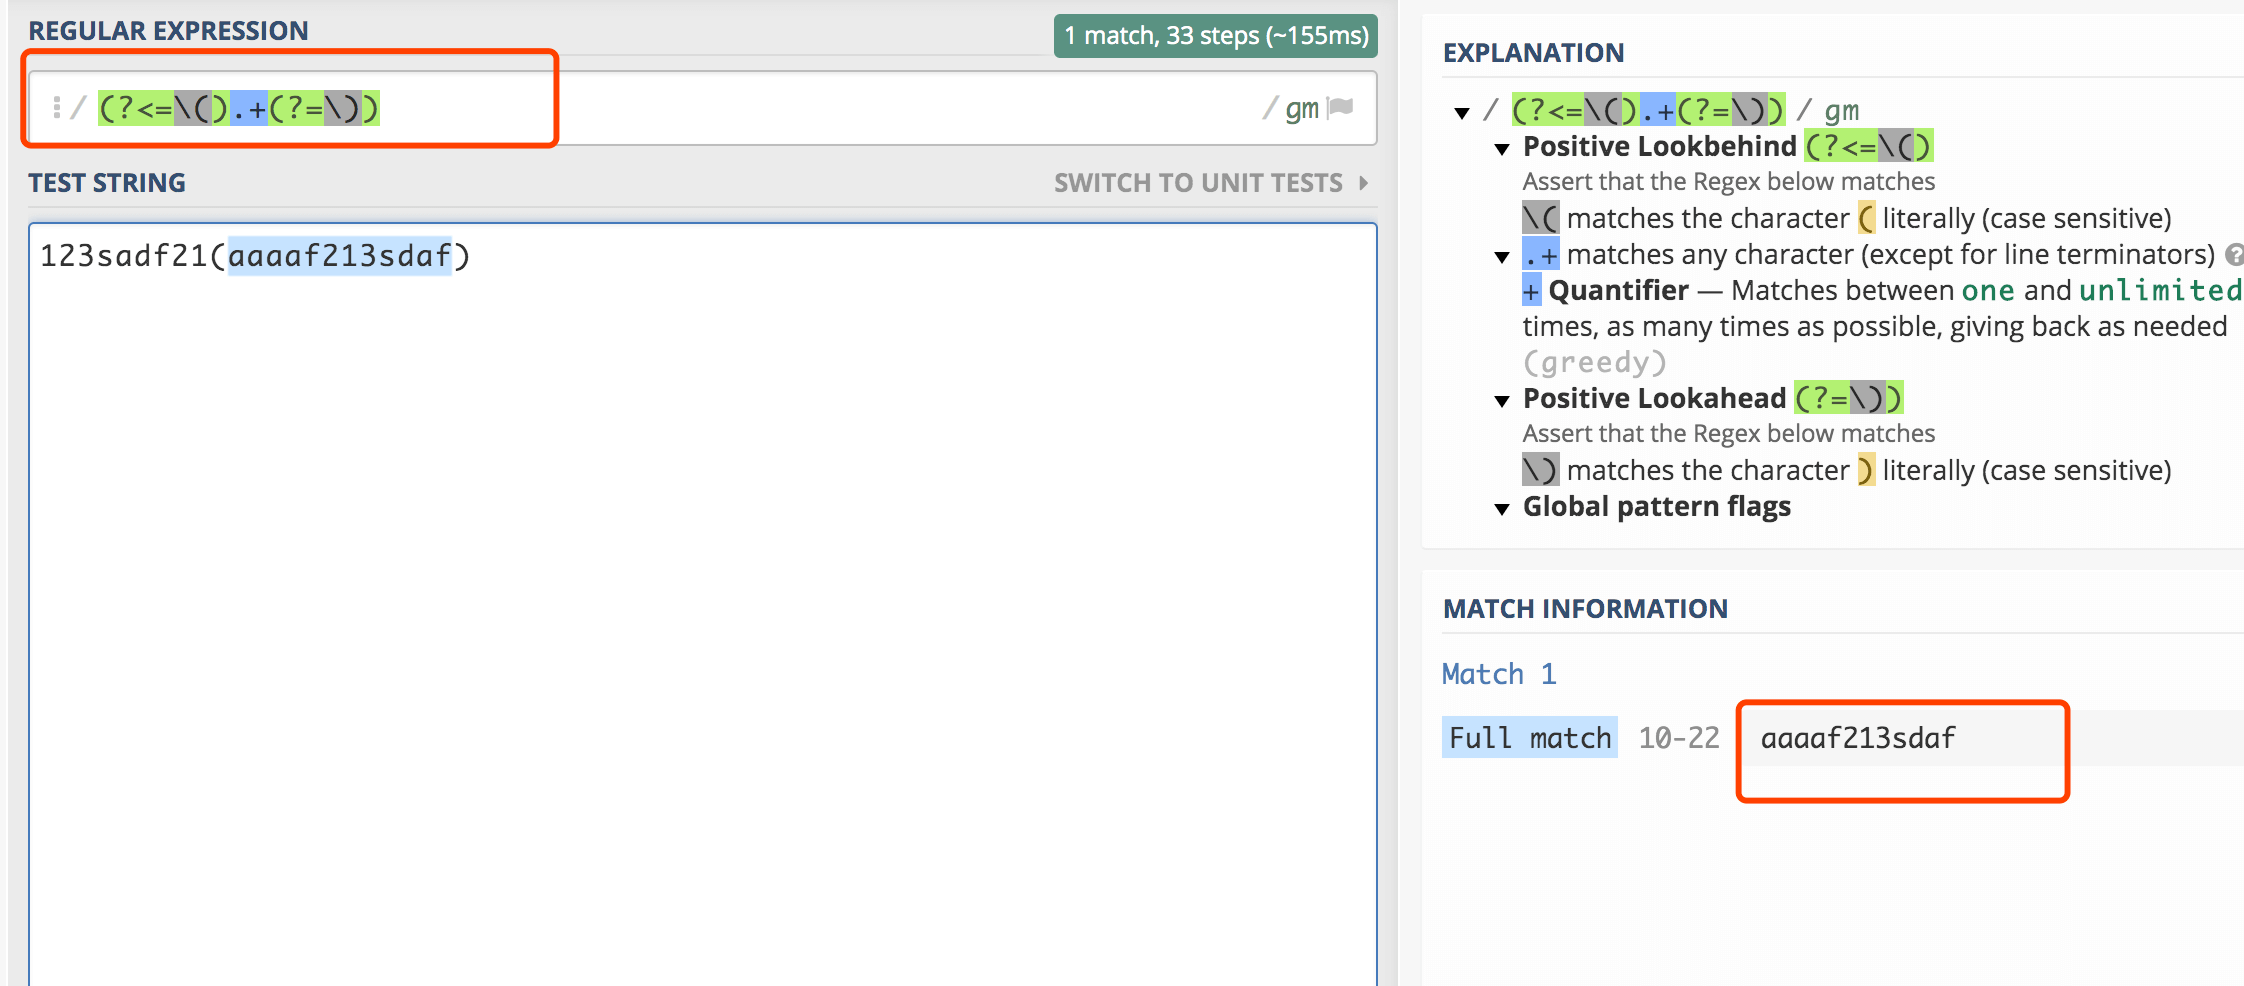 REGULAR EXPRESSION
1 match, 33 steps (~155ms)
/ (?<=\().+(?=\)) / gm
TEST STRING
SWITCH TO UNIT TESTS
123sadf21(aaaaf213sdaf)
EXPLANATION
/ (?<=\().+(?=\)) / gm
Positive Lookbehind (?<=\()
Assert that the Regex below matches
\( matches the character ( literally (case sensitive)
.+ matches any character (except for line terminators) ?
+ Quantifier — Matches between one and unlimited
times, as many times as possible, giving back as needed
(greedy)
Positive Lookahead (?=\))
Assert that the Regex below matches
\) matches the character ) literally (case sensitive)
Global pattern flags
MATCH INFORMATION
Match 1
Full match 10-22 aaaaf213sdaf